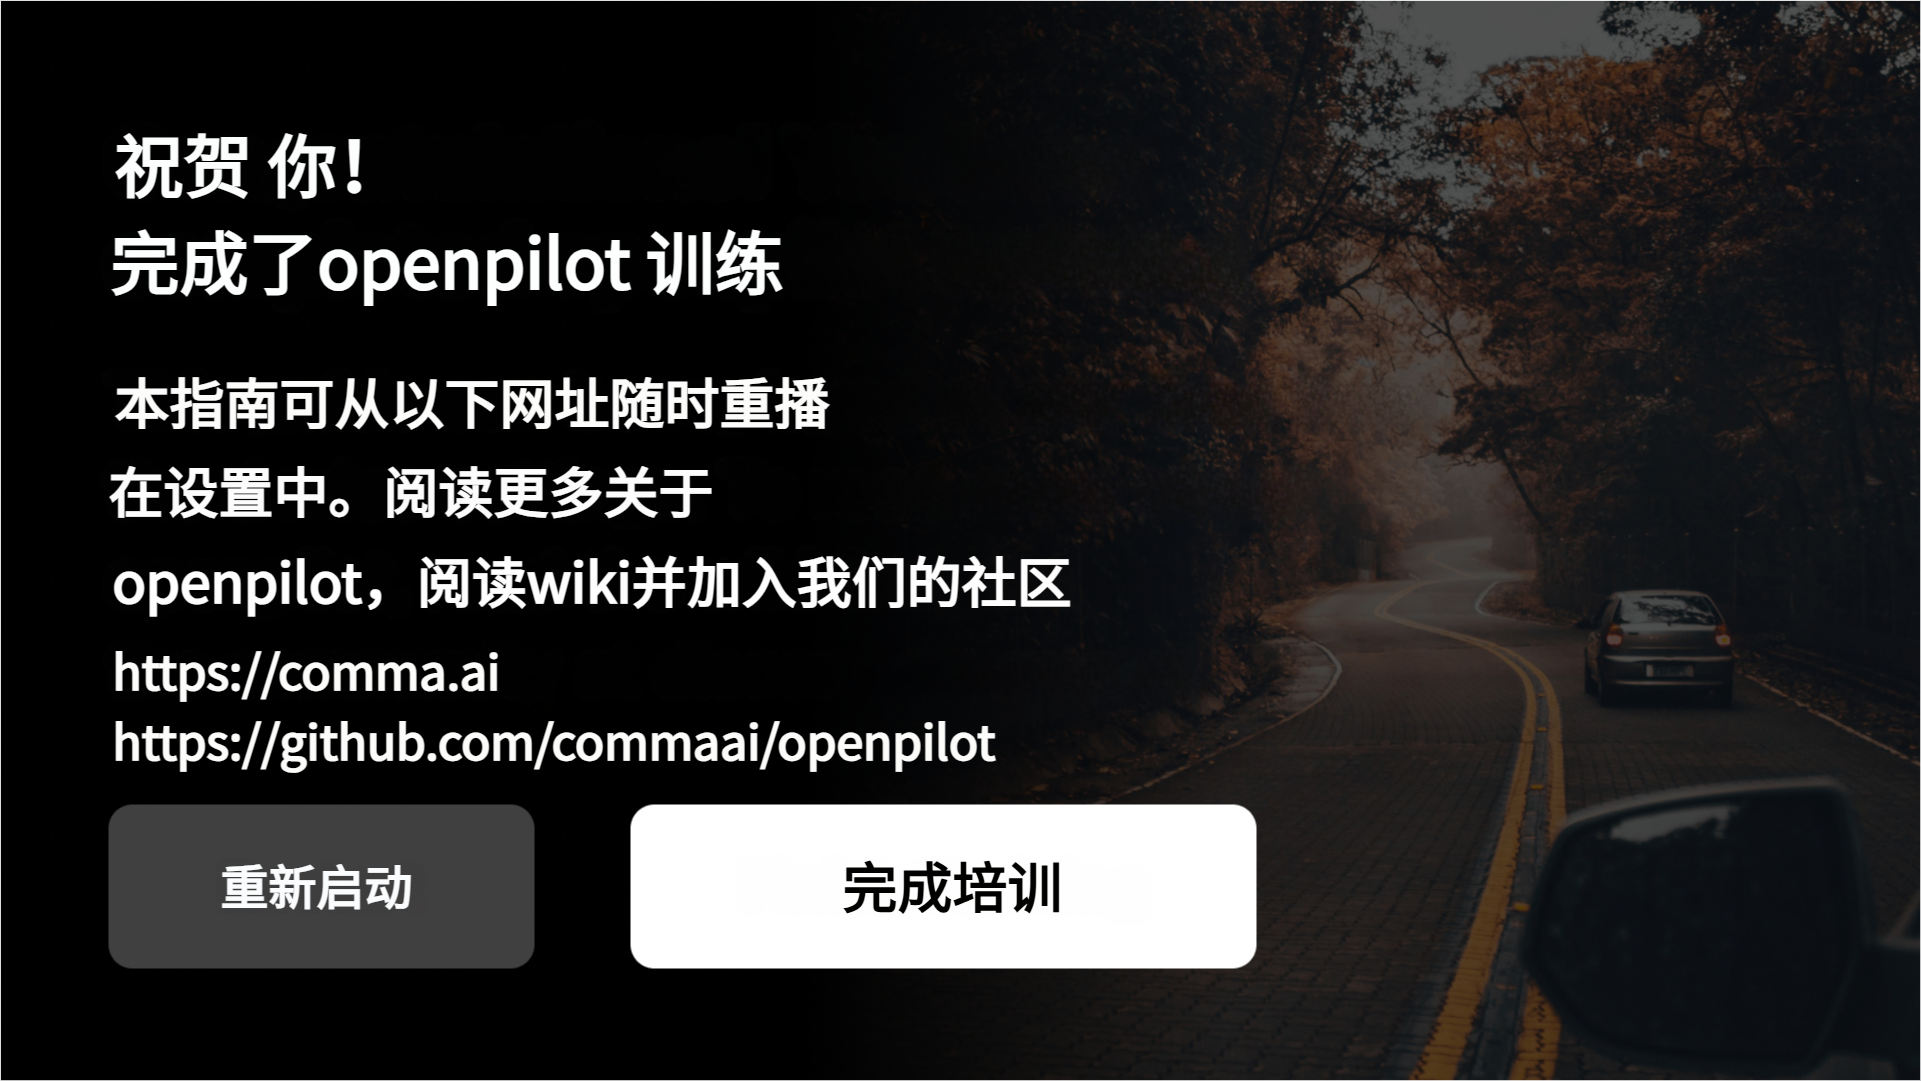 祝贺 你！
完成了openpilot 训练
本指南可从以下网址随时重播
在设置中。阅读更多关于
openpilot，阅读wiki并加入我们的社区
https://comma.ai
https://github.com/commaai/openpilot
重新启动
完成培训